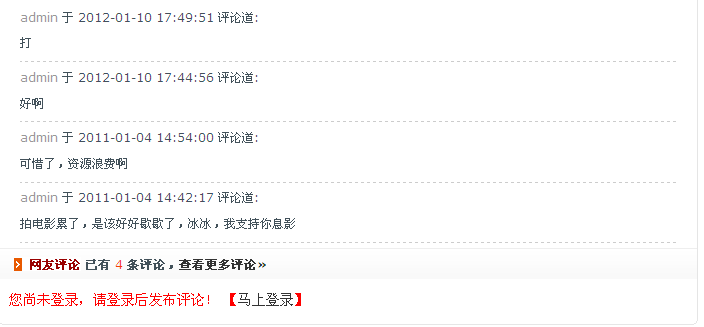 admin 于 2012-01-10 17:49:51 评论道:
打
admin 于 2012-01-10 17:44:56 评论道:
好啊
admin 于 2011-01-04 14:54:00 评论道:
可惜了，资源浪费啊
admin 于 2011-01-04 14:42:17 评论道:
拍电影累了，是该好好歇歇了，冰冰，我支持你息影
网友评论 已有 4 条评论，查看更多评论»
您尚未登录，请登录后发布评论! 【马上登录】